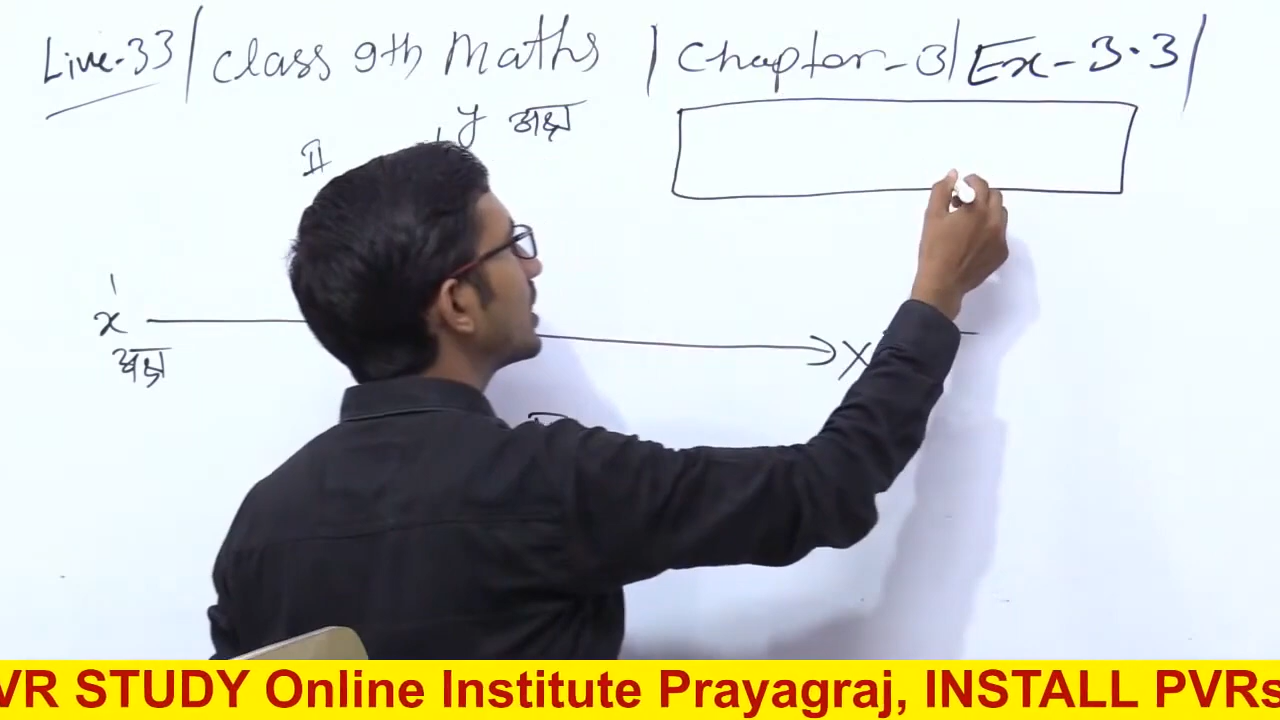 Live-33 | Class 9th Maths | Chapter-3 | Ex-3.3 |
y अक्ष
II
x'
अक्ष
X
VR STUDY Online Institute Prayagraj, INSTALL PVRs